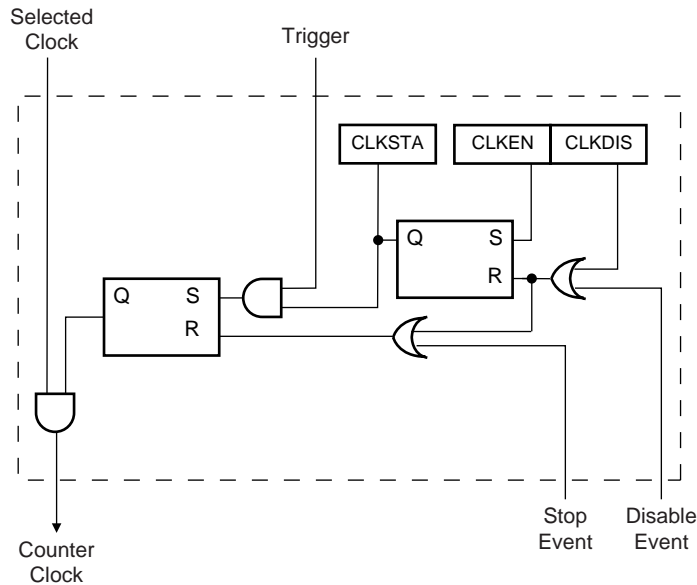 Selected
Clock
Trigger
CLKSTA
CLKEN
CLKDIS
Q
S
R
Q
S
R
Stop
Event
Disable
Event
Counter
Clock